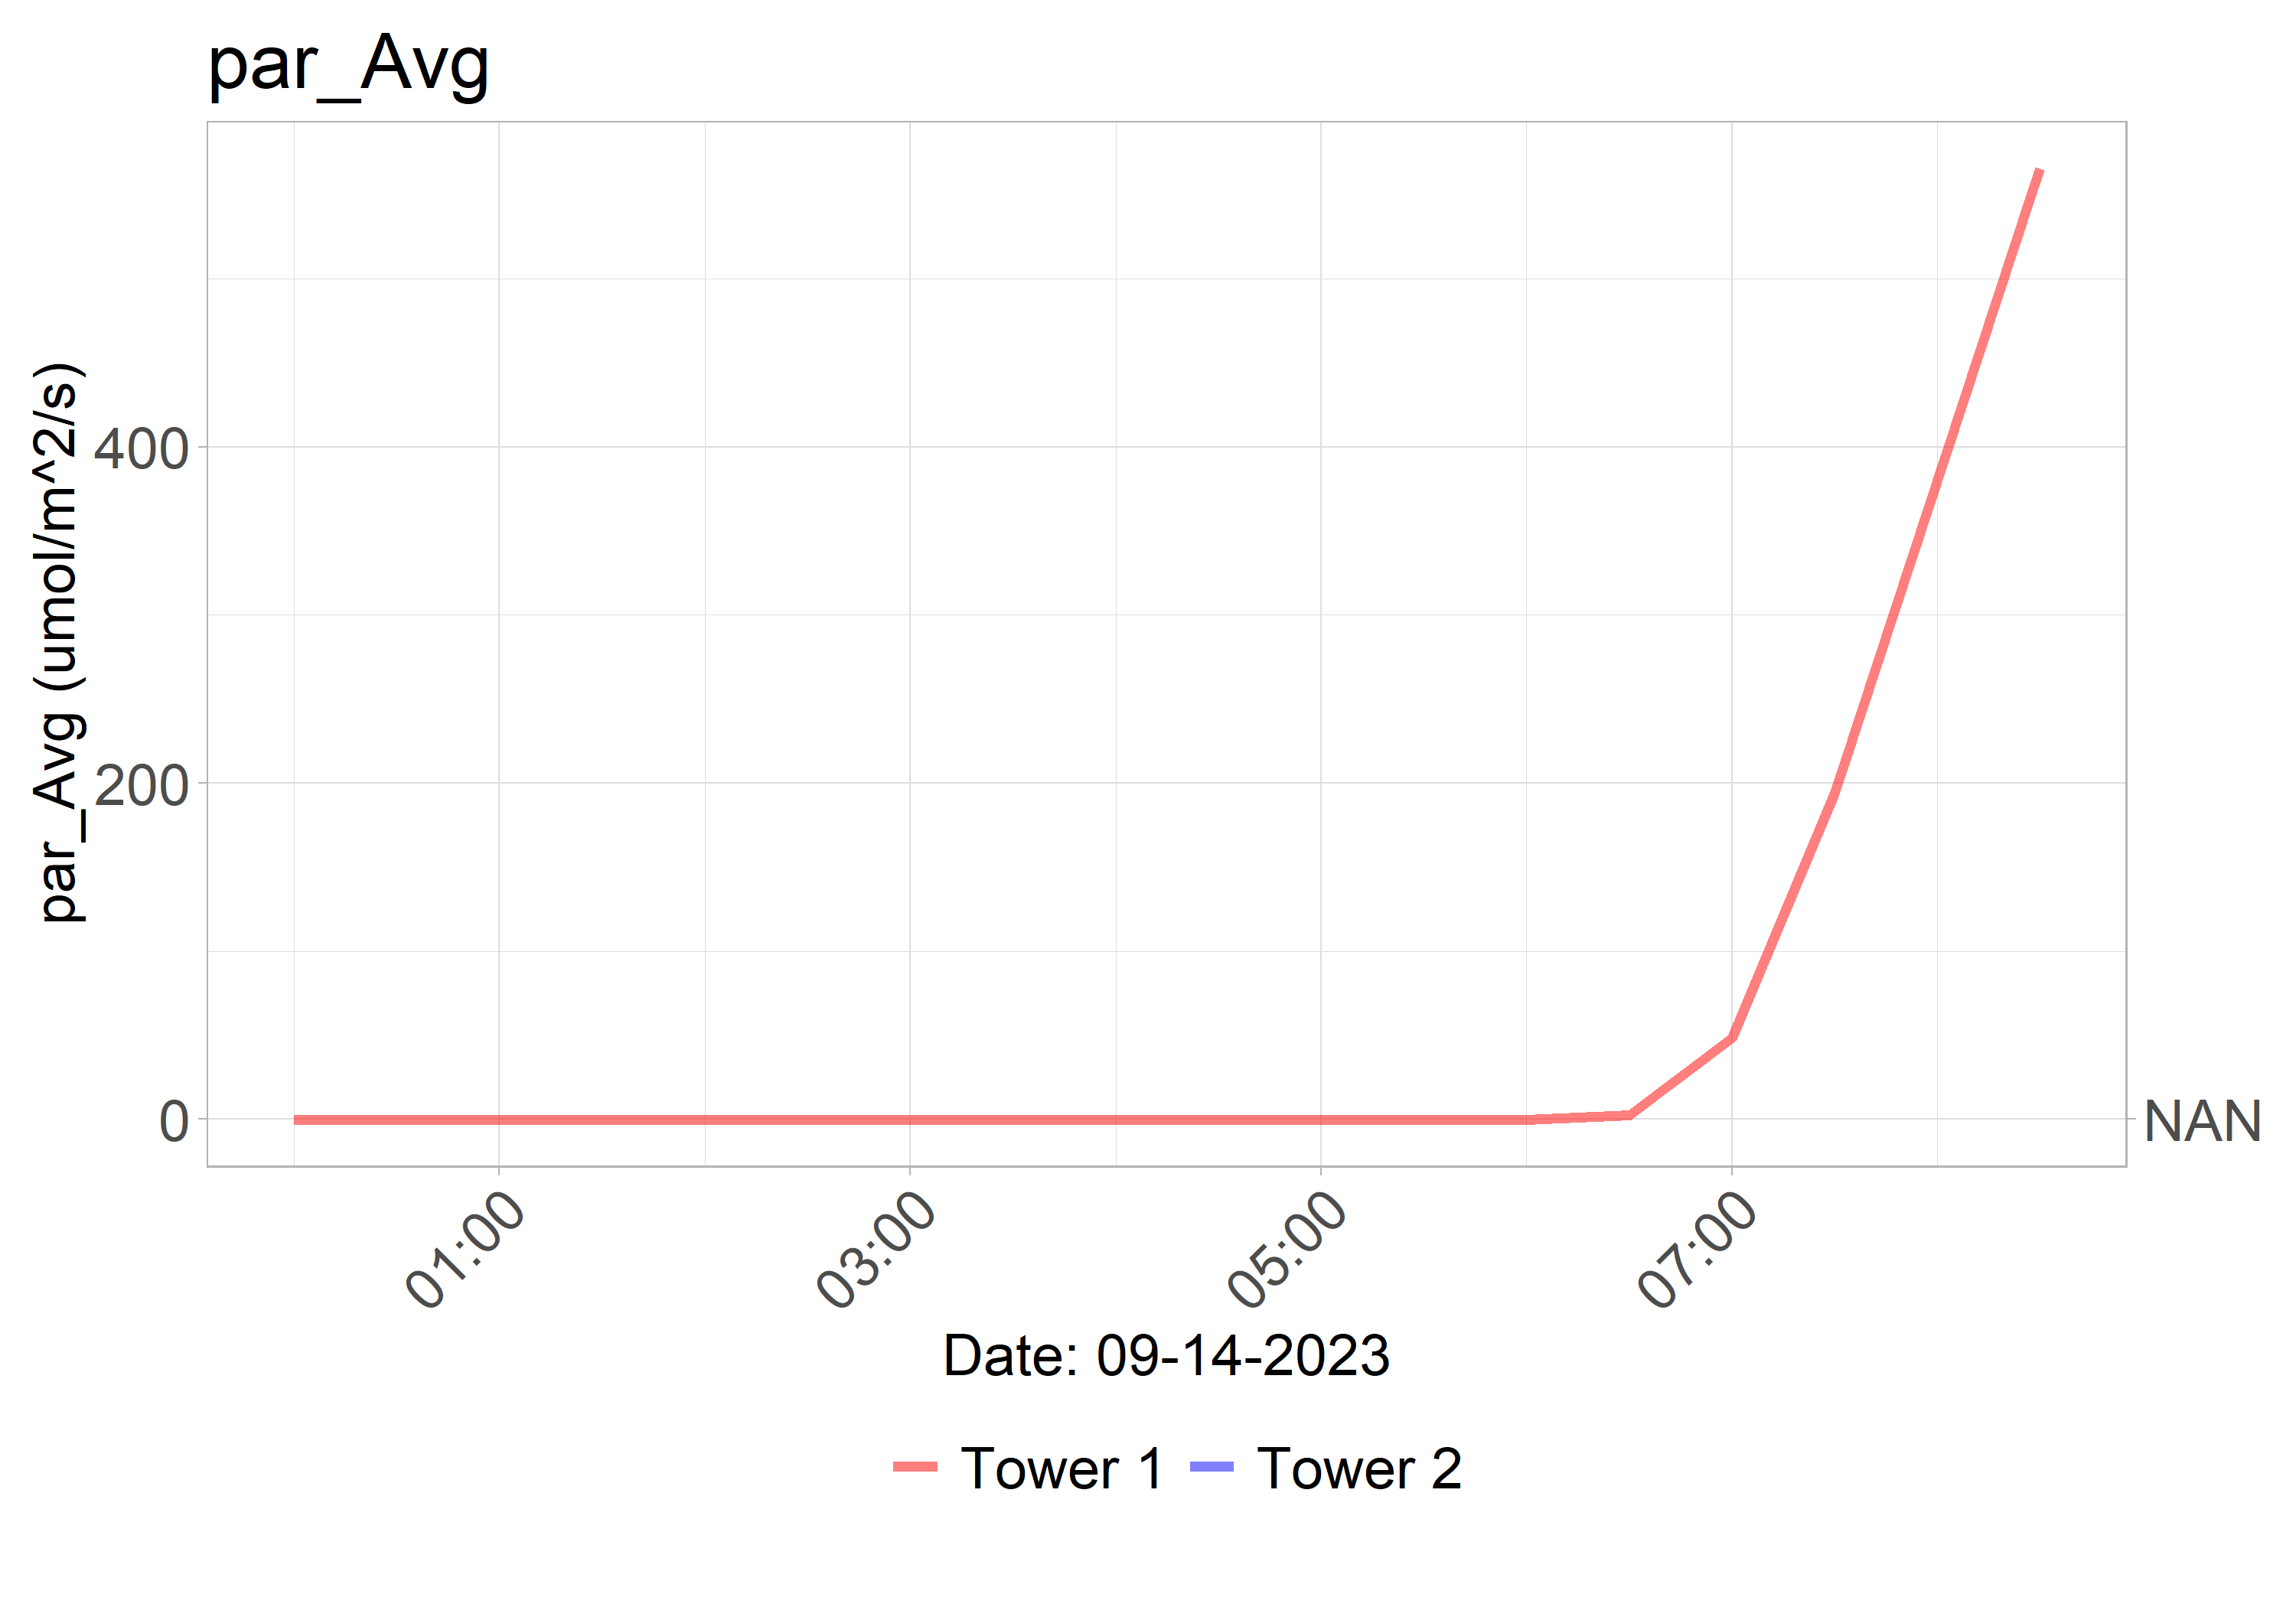 par_Avg
par_Avg (umol/m^2/s)
400
200
0
NAN
01:00
03:00
05:00
07:00
Date: 09-14-2023
Tower 1
Tower 2